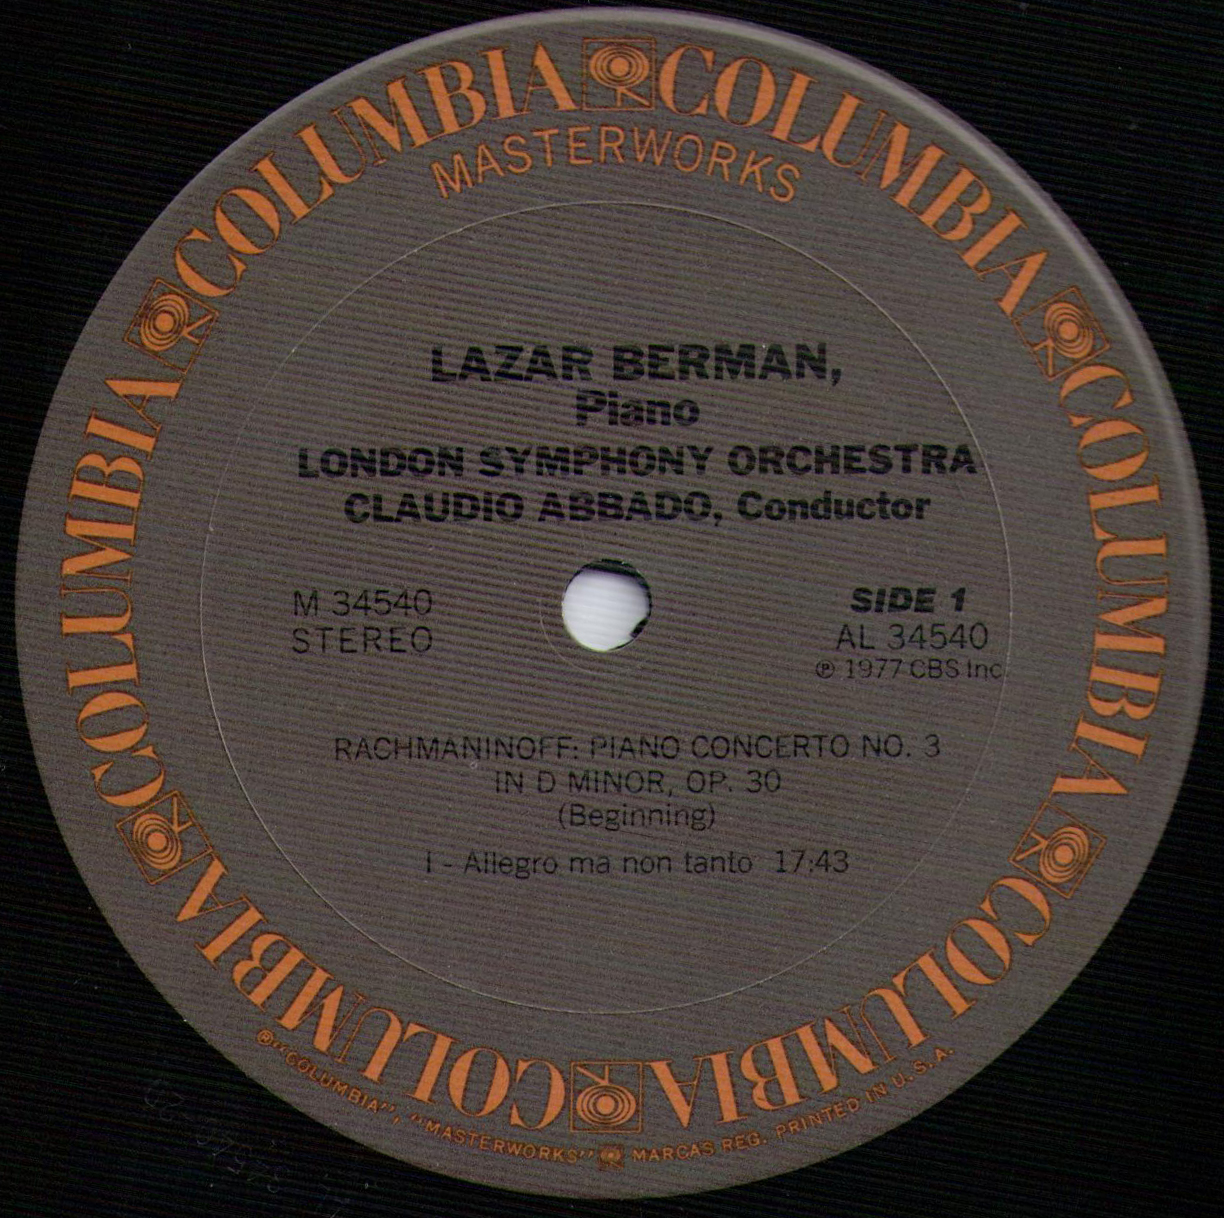 COLUMBIA COLUMBIA COLUMBIA COLUMBIA COLUMBIA COLUMBIA
MASTERWORKS
LAZAR BERMAN,
Piano
LONDON SYMPHONY ORCHESTRA
CLAUDIO ABBADO, Conductor
M 34540
STEREO
SIDE 1
AL 34540
℗ 1977 CBS Inc.
RACHMANINOFF: PIANO CONCERTO NO. 3
IN D MINOR, OP. 30
(Beginning)
I - Allegro ma non tanto 17:43
®"COLUMBIA", "MASTERWORKS" MARCAS REG. PRINTED IN U.S.A.